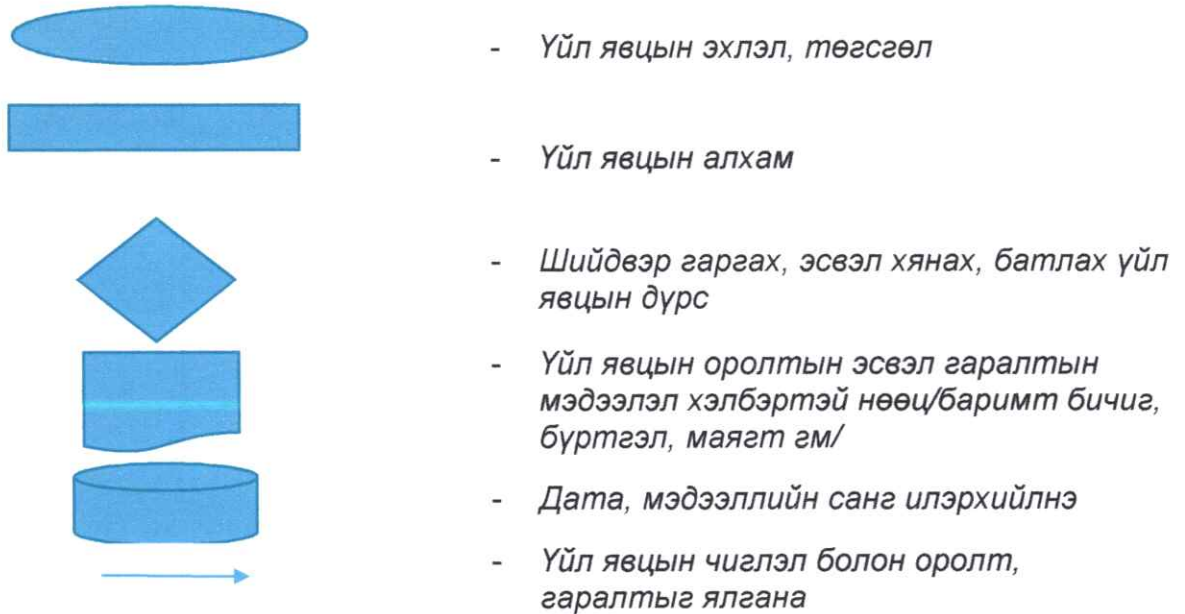 - Үйл явцын эхлэл, төгсгөл
- Үйл явцын алхам
- Шийдвэр гаргах, эсвэл хянах, батлах үйл
явцын дүрс
- Үйл явцын оролтын эсвэл гаралтын
мэдээлэл хэлбэртэй нөөц/баримт бичиг,
бүртгэл, маягт гм/
- Дата, мэдээллийн санг илэрхийлнэ
- Үйл явцын чиглэл болон оролт,
гаралтыг ялгана